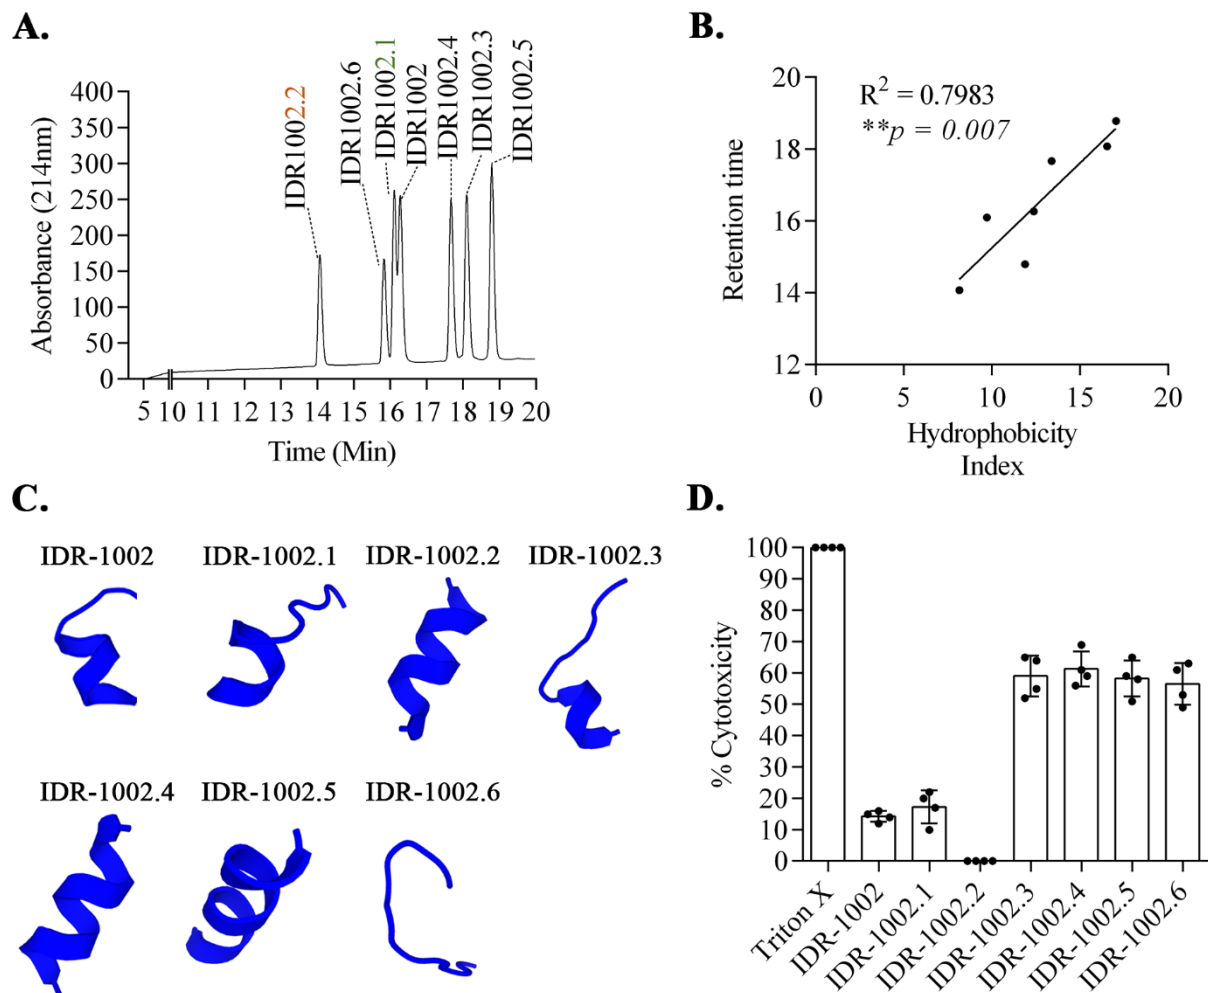 A.
IDR1002.2
IDR1002.6
IDR1002.1
IDR1002
IDR1002.4
IDR1002.3
IDR1002.5
Absorbance (214nm)
400
350
300
250
200
150
100
50
0
5 10 11 12 13 14 15 16 17 18 19 20
Time (Min)
B.
R² = 0.7983
**p = 0.007
Retention time
20
18
16
14
12
0 5 10 15 20
Hydrophobicity
Index
C.
IDR-1002 IDR-1002.1 IDR-1002.2 IDR-1002.3
IDR-1002.4 IDR-1002.5 IDR-1002.6
D.
% Cytotoxicity
100
90
80
70
60
50
40
30
20
10
0
Triton X
IDR-1002
IDR-1002.1
IDR-1002.2
IDR-1002.3
IDR-1002.4
IDR-1002.5
IDR-1002.6